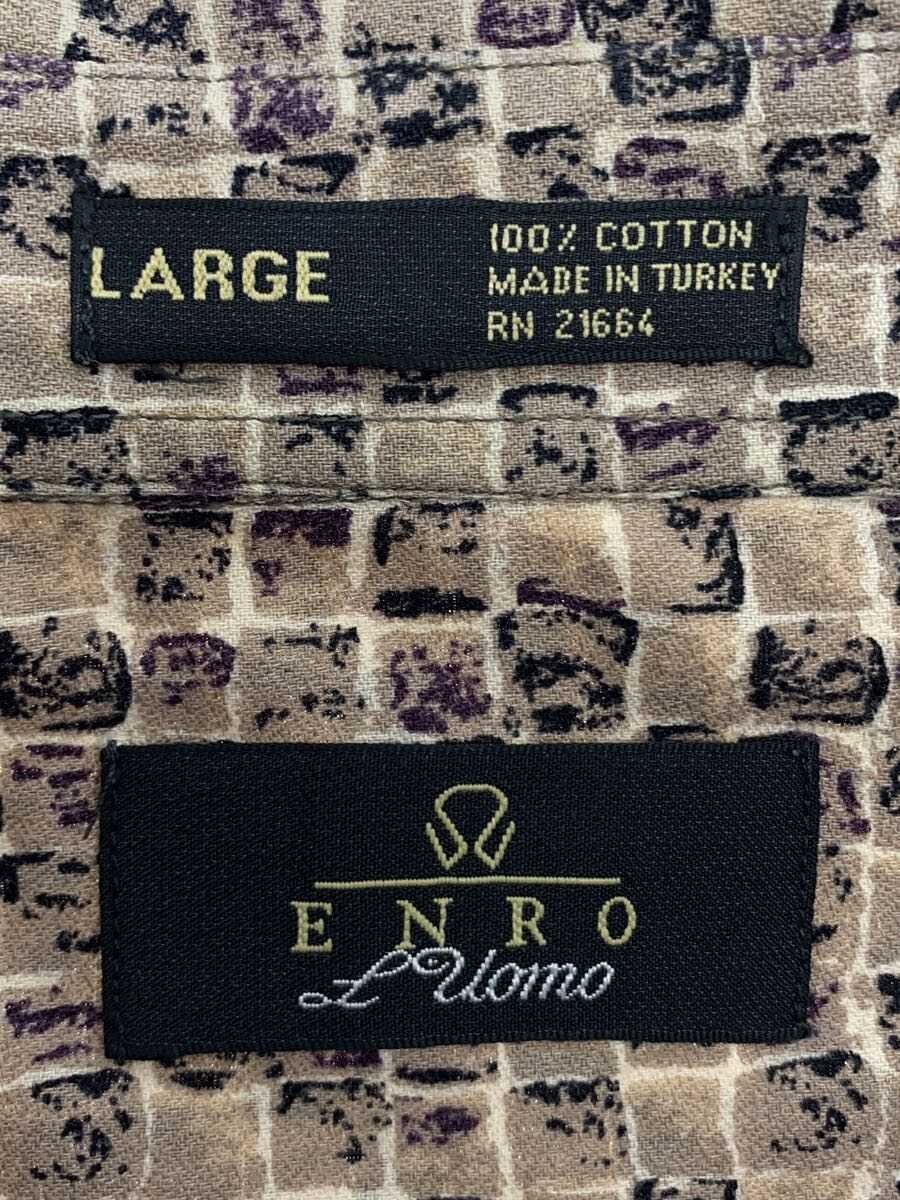 LARGE
100% COTTON
MADE IN TURKEY
RN 21664
ENRO
L'Uomo